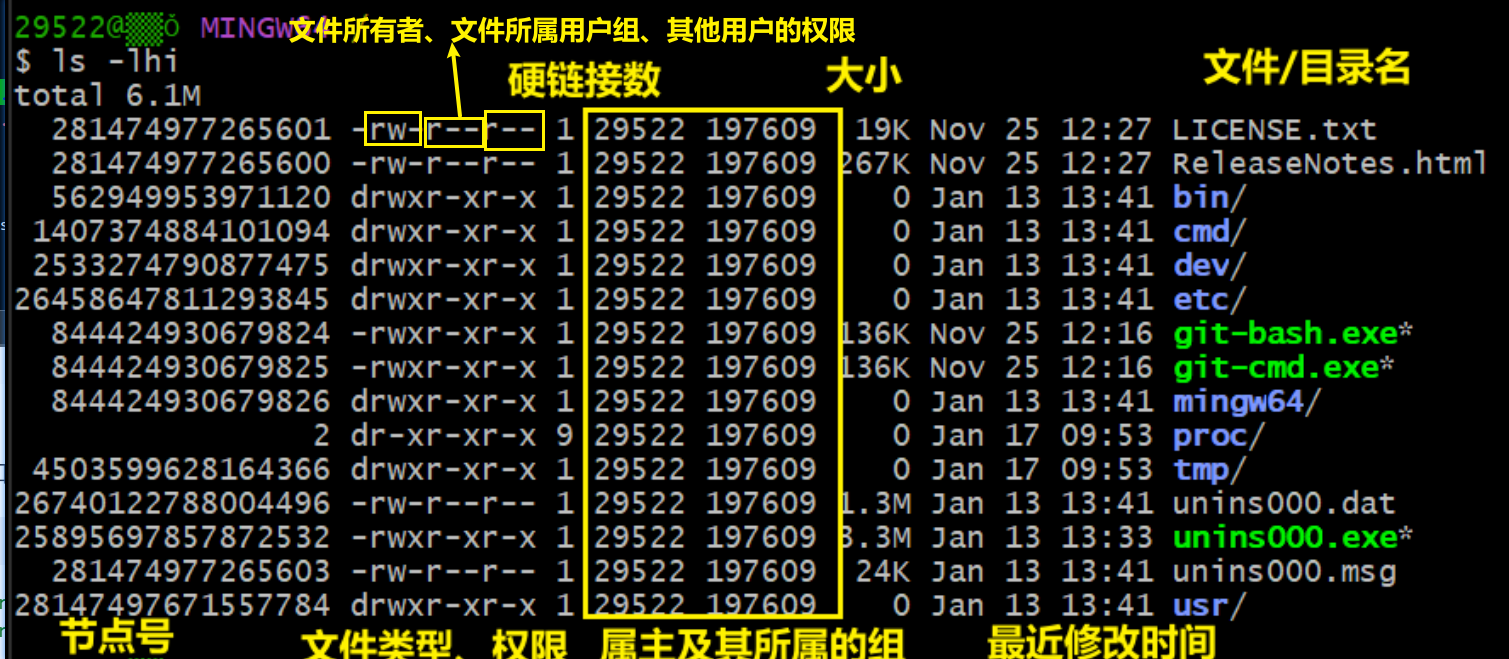 29522@▒▒Ŏ MINGW64
文件所有者、文件所属用户组、其他用户的权限
$ ls -lhi
硬链接数 大小 文件/目录名
total 6.1M
281474977265601 -rw-r--r-- 1 29522 197609 19K Nov 25 12:27 LICENSE.txt
281474977265600 -rw-r--r-- 1 29522 197609 267K Nov 25 12:27 ReleaseNotes.html
562949953971120 drwxr-xr-x 1 29522 197609 0 Jan 13 13:41 bin/
1407374884101094 drwxr-xr-x 1 29522 197609 0 Jan 13 13:41 cmd/
2533274790877475 drwxr-xr-x 1 29522 197609 0 Jan 13 13:41 dev/
26458647811293845 drwxr-xr-x 1 29522 197609 0 Jan 13 13:41 etc/
844424930679824 -rwxr-xr-x 1 29522 197609 136K Nov 25 12:16 git-bash.exe*
844424930679825 -rwxr-xr-x 1 29522 197609 136K Nov 25 12:16 git-cmd.exe*
844424930679826 drwxr-xr-x 1 29522 197609 0 Jan 13 13:41 mingw64/
2 dr-xr-xr-x 9 29522 197609 0 Jan 17 09:53 proc/
4503599628164366 drwxr-xr-x 1 29522 197609 0 Jan 17 09:53 tmp/
26740122788004496 -rw-r--r-- 1 29522 197609 1.3M Jan 13 13:41 unins000.dat
25895697857872532 -rwxr-xr-x 1 29522 197609 3.3M Jan 13 13:33 unins000.exe*
281474977265603 -rw-r--r-- 1 29522 197609 24K Jan 13 13:41 unins000.msg
28147497671557784 drwxr-xr-x 1 29522 197609 0 Jan 13 13:41 usr/
节点号 文件类型、权限 属主及其所属的组 最近修改时间